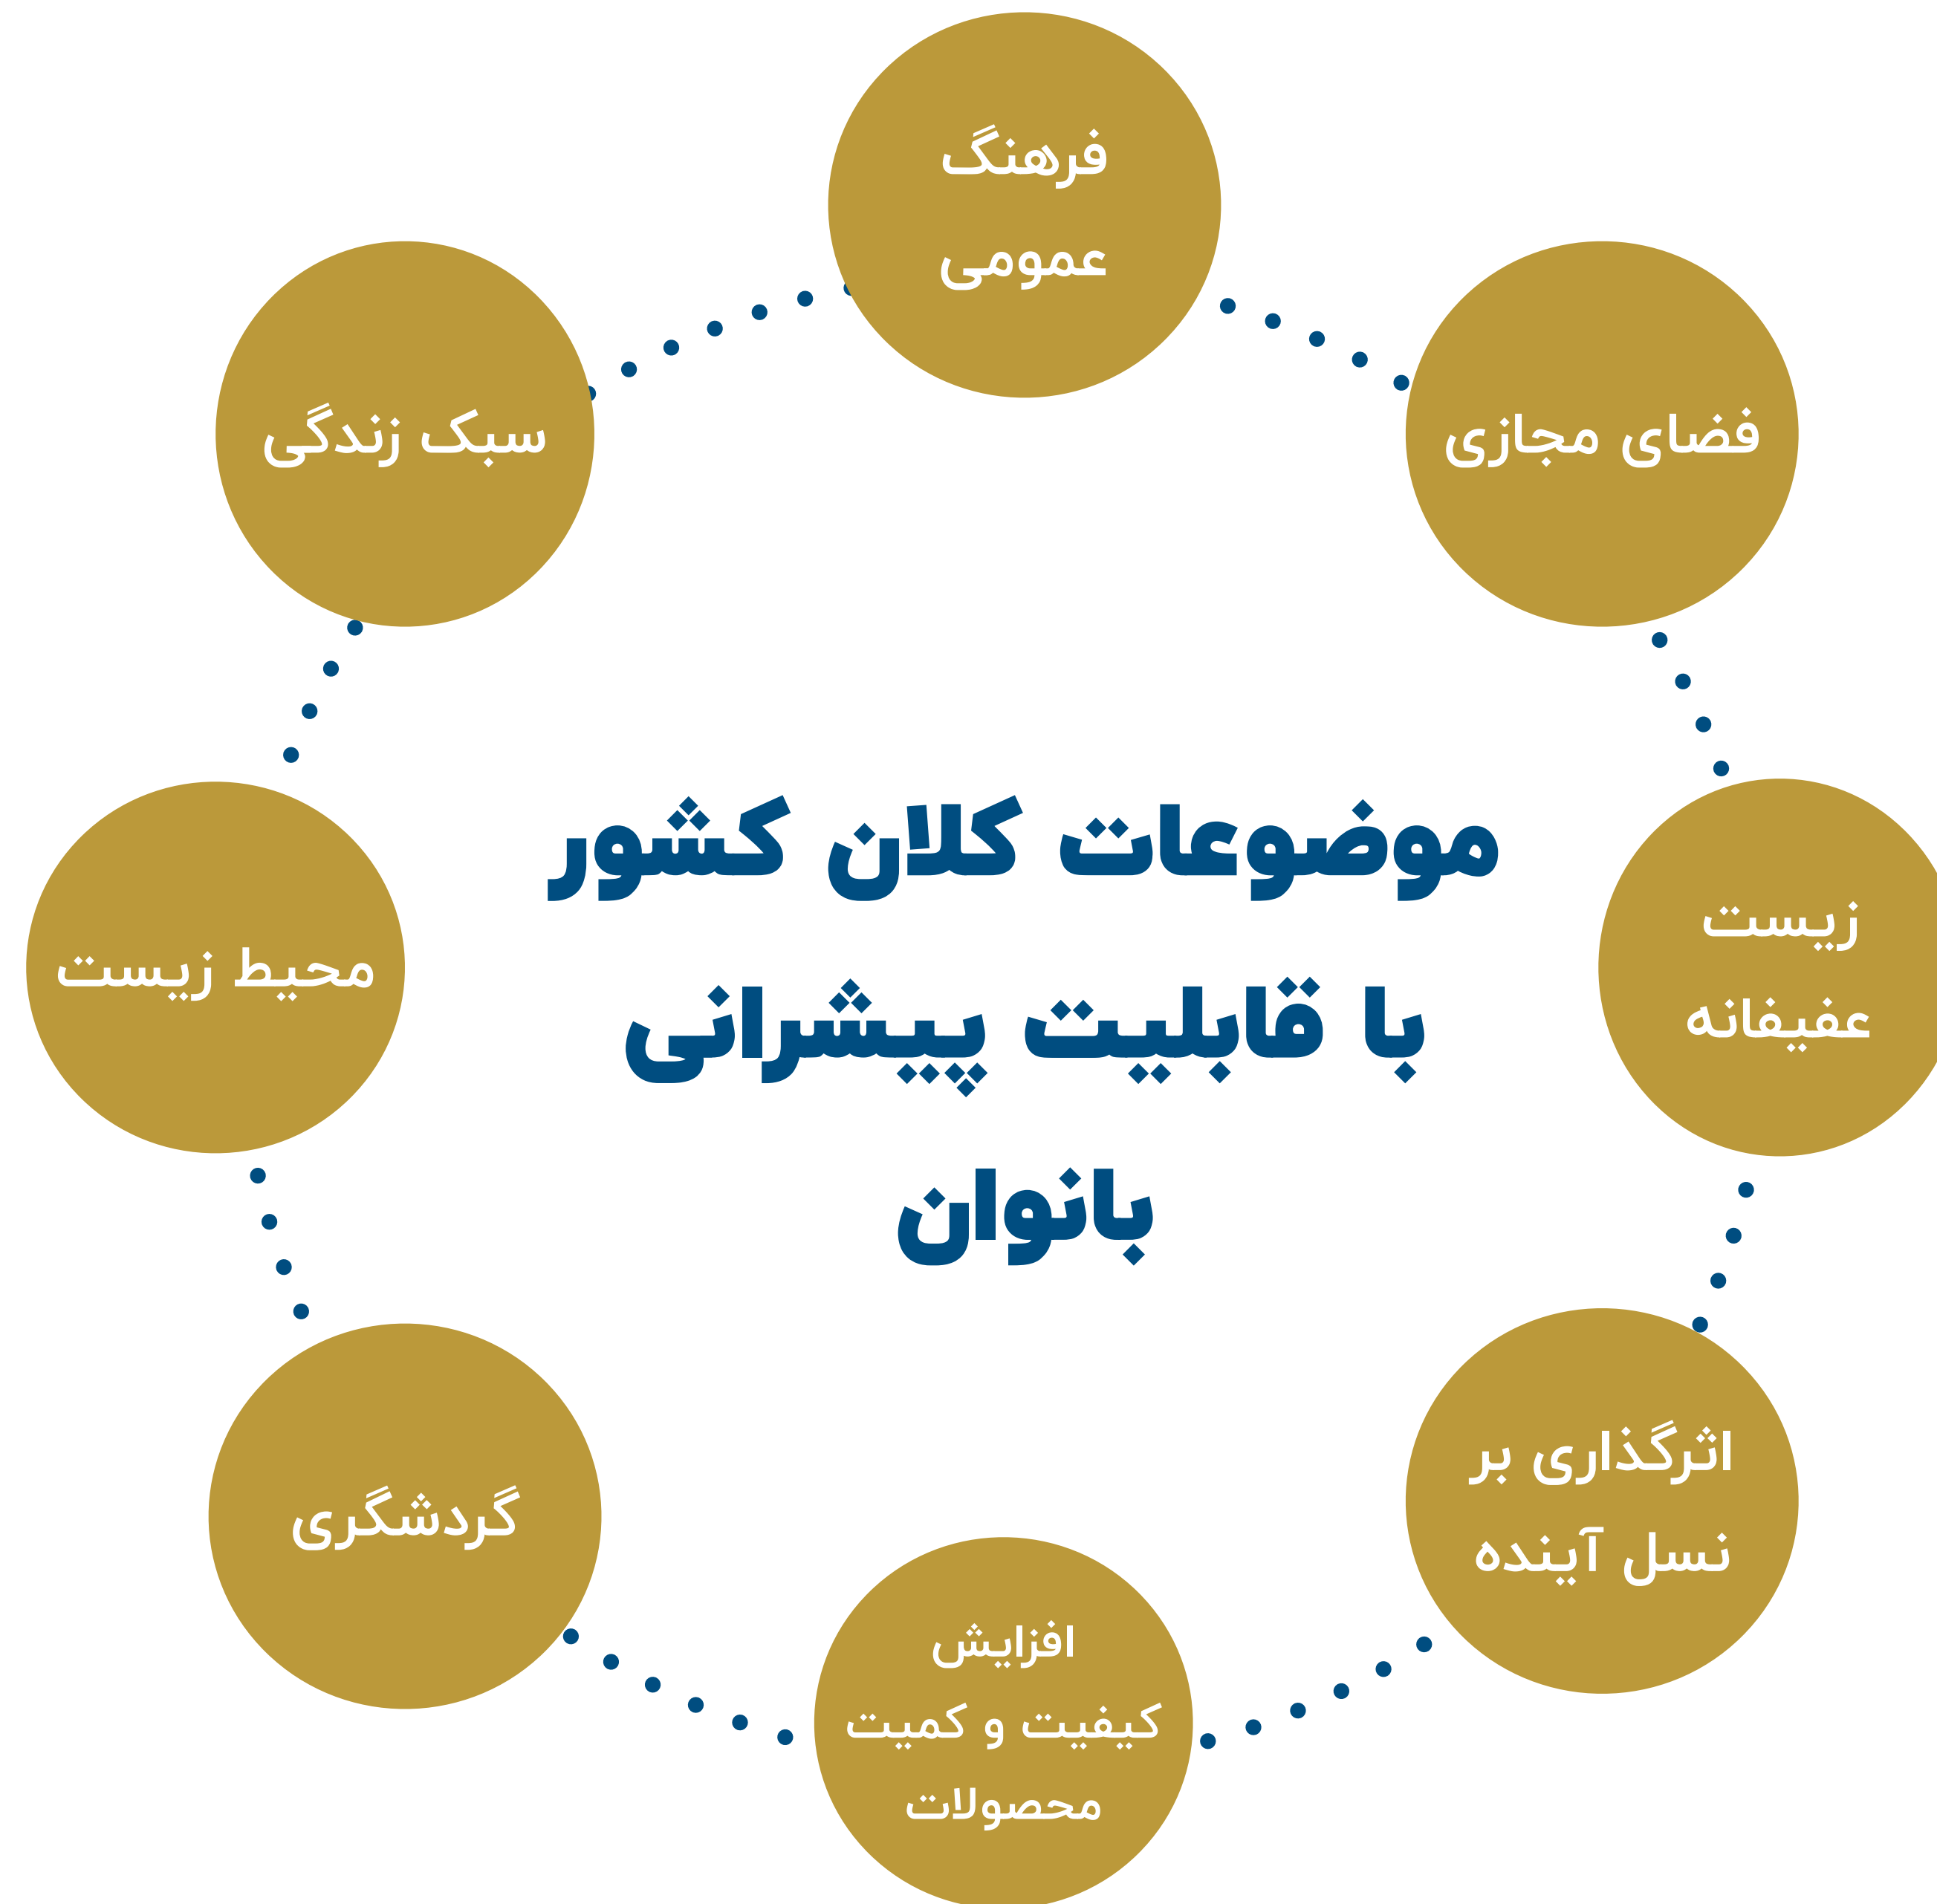 فرهنگ
عمومی
فضای مجازی
سبک زندگی
موضوعات کلان کشور
با قابلیت پیشرانی
بانوان
زیست
عفیفانه
محیط زیست
اثرگذاری بر
نسل آینده
گردشگری
افزایش
کیفیت و کمیت
محصولات